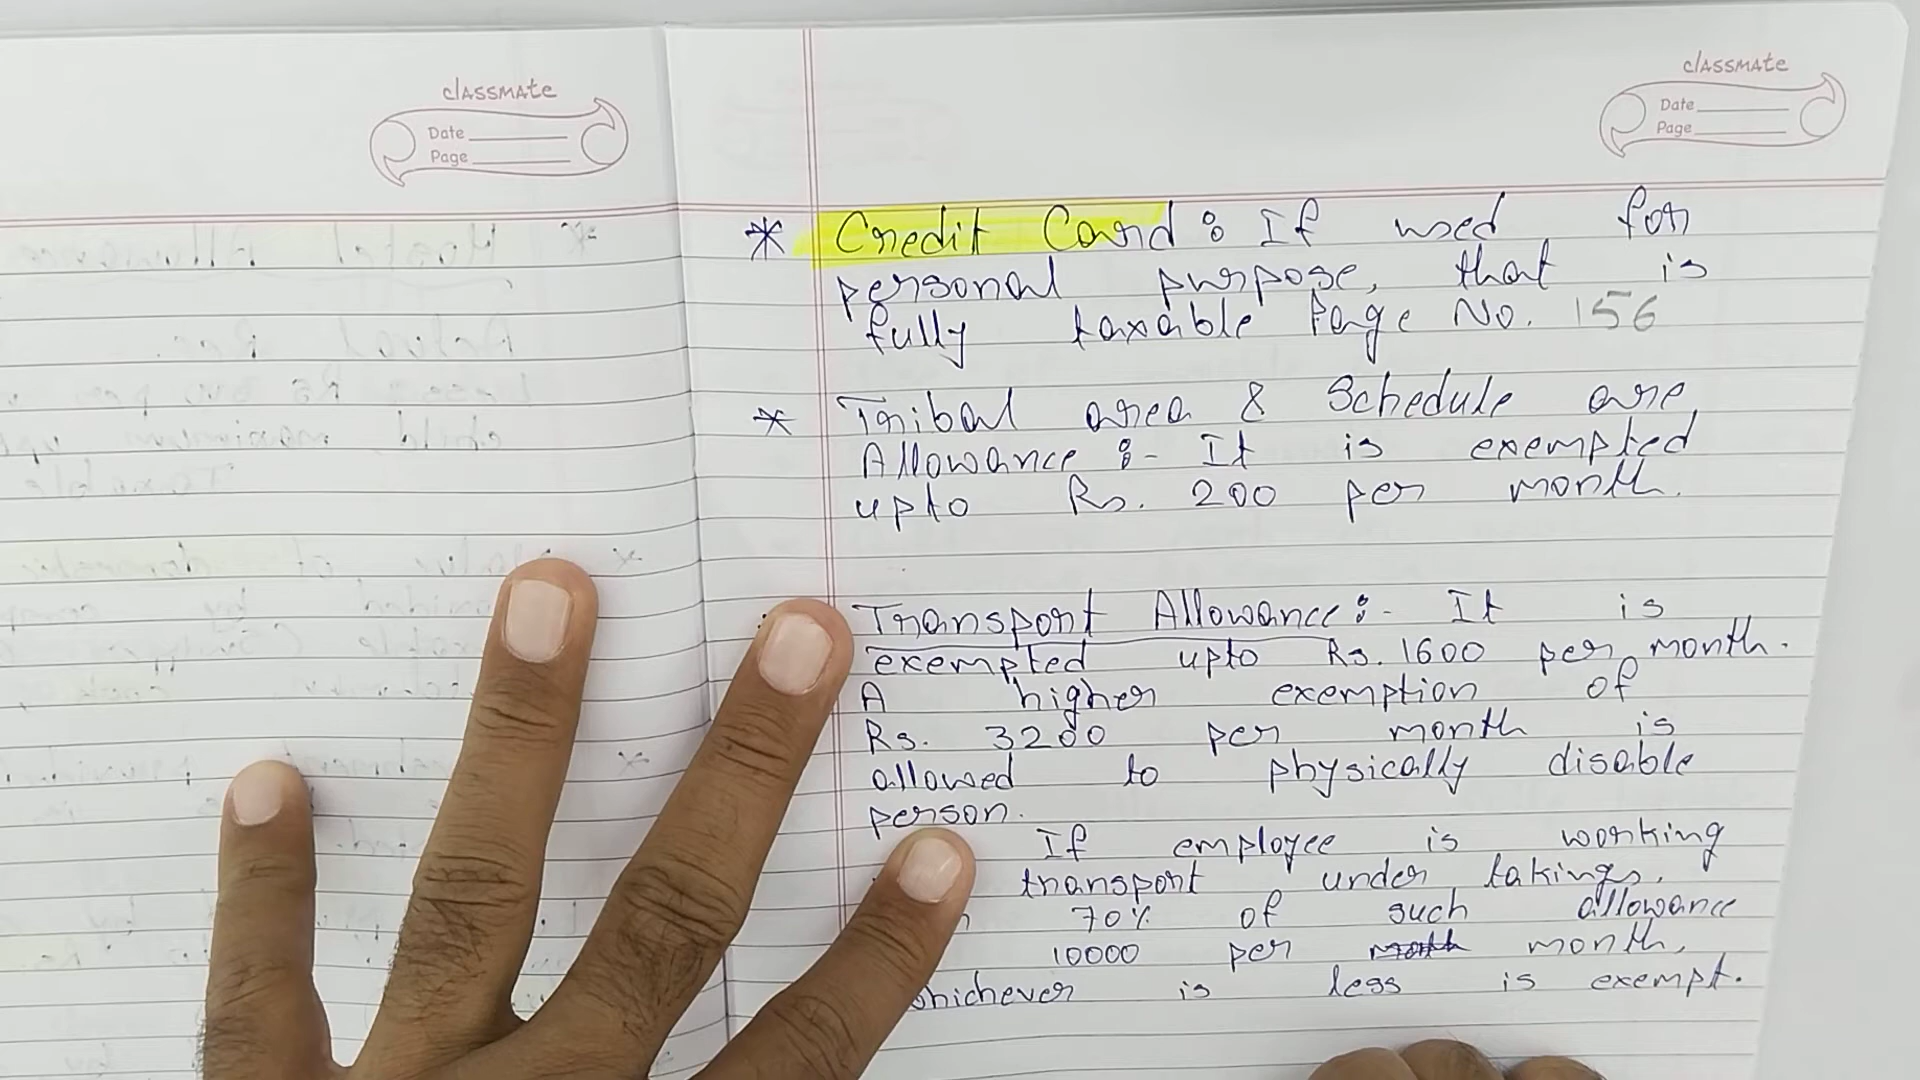 classmate
Date
Page
classmate
Date
Page
* Credit Card : If used for
personal purpose, that is
fully taxable Page No. 156
* Tribal area & Schedule are
Allowance :- It is exempted
upto Rs. 200 per month.
Transport Allowance :- It is
exempted upto Rs. 1600 per month.
A higher exemption of
Rs. 3200 per month is
allowed to physically disable
person.
If employee is working
transport under takings,
70% of such allowance
10000 per month,
whichever is less is exempt.